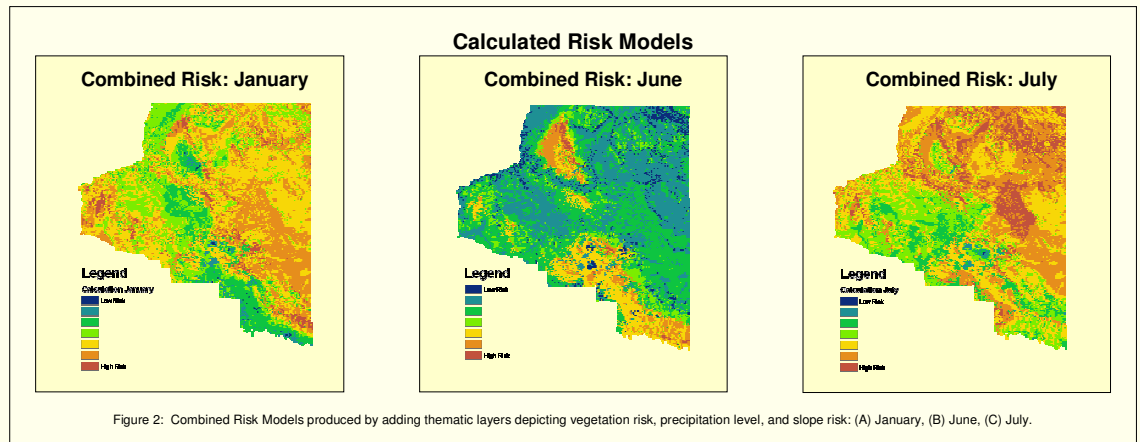 Calculated Risk Models
Combined Risk: January
Legend
Calculation January
Low Risk
High Risk
Combined Risk: June
Legend
Low Risk
High Risk
Combined Risk: July
Legend
Calculation July
Low Risk
High Risk
Figure 2: Combined Risk Models produced by adding thematic layers depicting vegetation risk, precipitation level, and slope risk: (A) January, (B) June, (C) July.